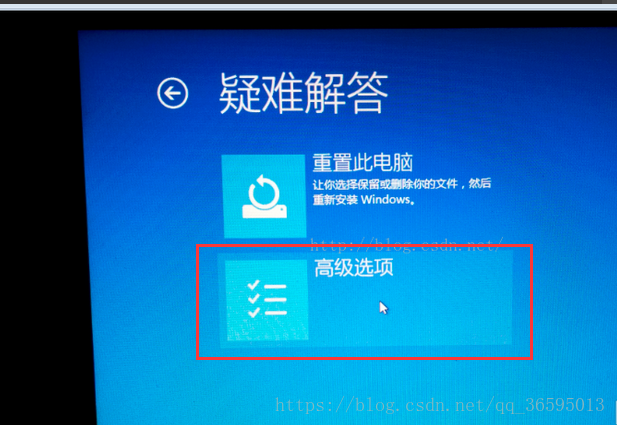 疑难解答
重置此电脑
让你选择保留或删除你的文件，然后
重新安装 Windows。
http://blog.csdn.net/
高级选项
https://blog.csdn.net/qq_36595013